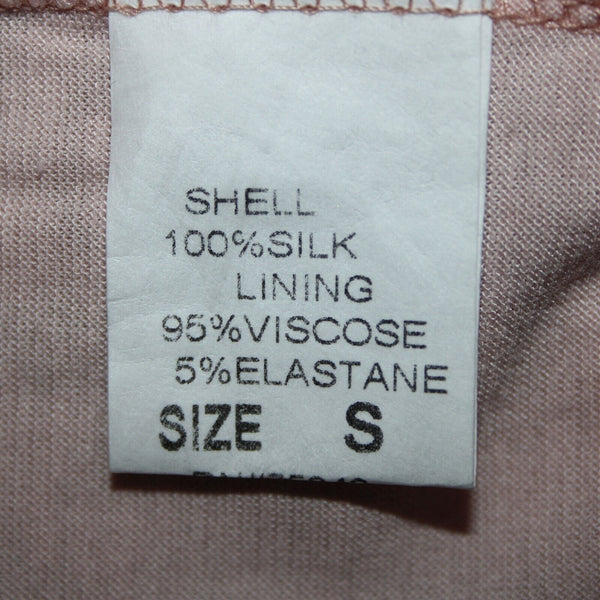 SHELL
100%SILK
LINING
95%VISCOSE
5%ELASTANE
SIZE S